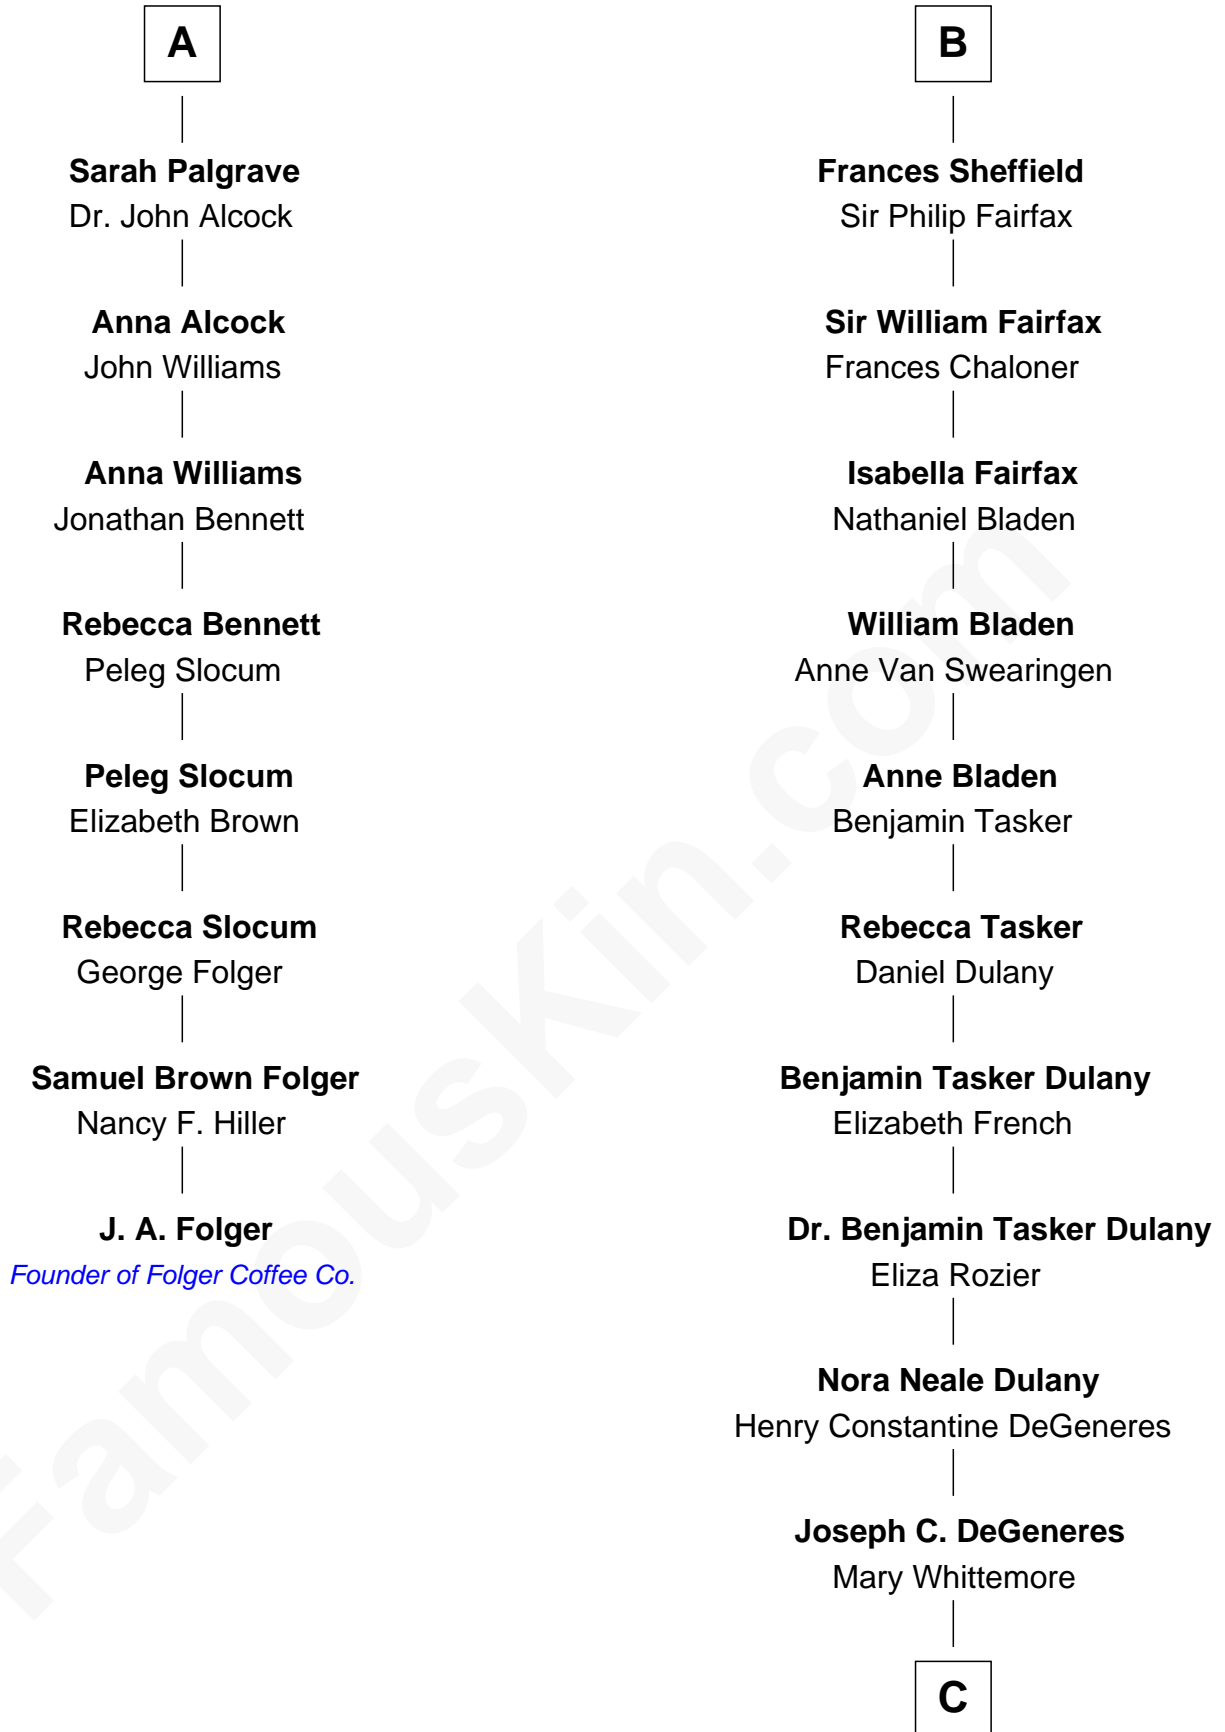 A
Sarah Palgrave
Dr. John Alcock
Anna Alcock
John Williams
Anna Williams
Jonathan Bennett
Rebecca Bennett
Peleg Slocum
Peleg Slocum
Elizabeth Brown
Rebecca Slocum
George Folger
Samuel Brown Folger
Nancy F. Hiller
J. A. Folger
Founder of Folger Coffee Co.
B
Frances Sheffield
Sir Philip Fairfax
Sir William Fairfax
Frances Chaloner
Isabella Fairfax
Nathaniel Bladen
William Bladen
Anne Van Swearingen
Anne Bladen
Benjamin Tasker
Rebecca Tasker
Daniel Dulany
Benjamin Tasker Dulany
Elizabeth French
Dr. Benjamin Tasker Dulany
Eliza Rozier
Nora Neale Dulany
Henry Constantine DeGeneres
Joseph C. DeGeneres
Mary Whittemore
C
FamousKin.com